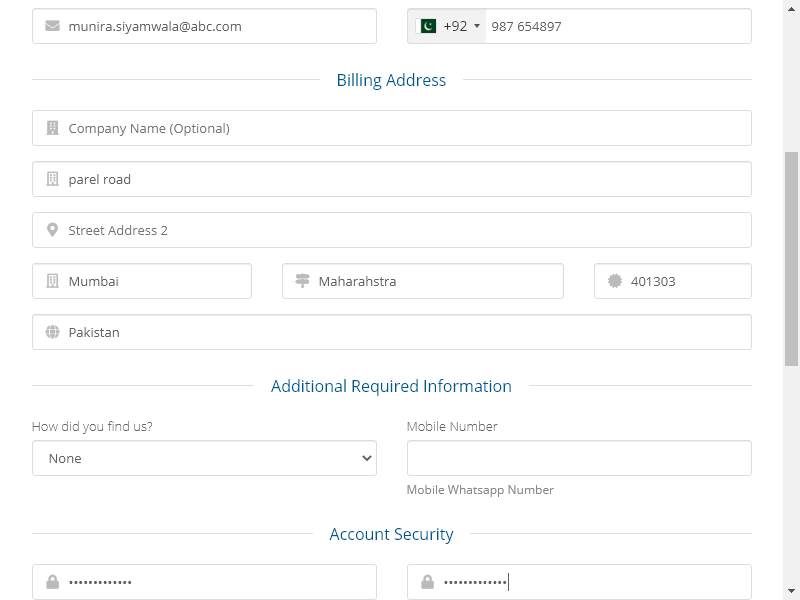 munira.siyamwala@abc.com
+92 987 654897
Billing Address
Company Name (Optional)
parel road
Street Address 2
Mumbai Maharahstra 401303
Pakistan
Additional Required Information
How did you find us? Mobile Number
None
Mobile Whatsapp Number
Account Security
••••••••••••• •••••••••••••